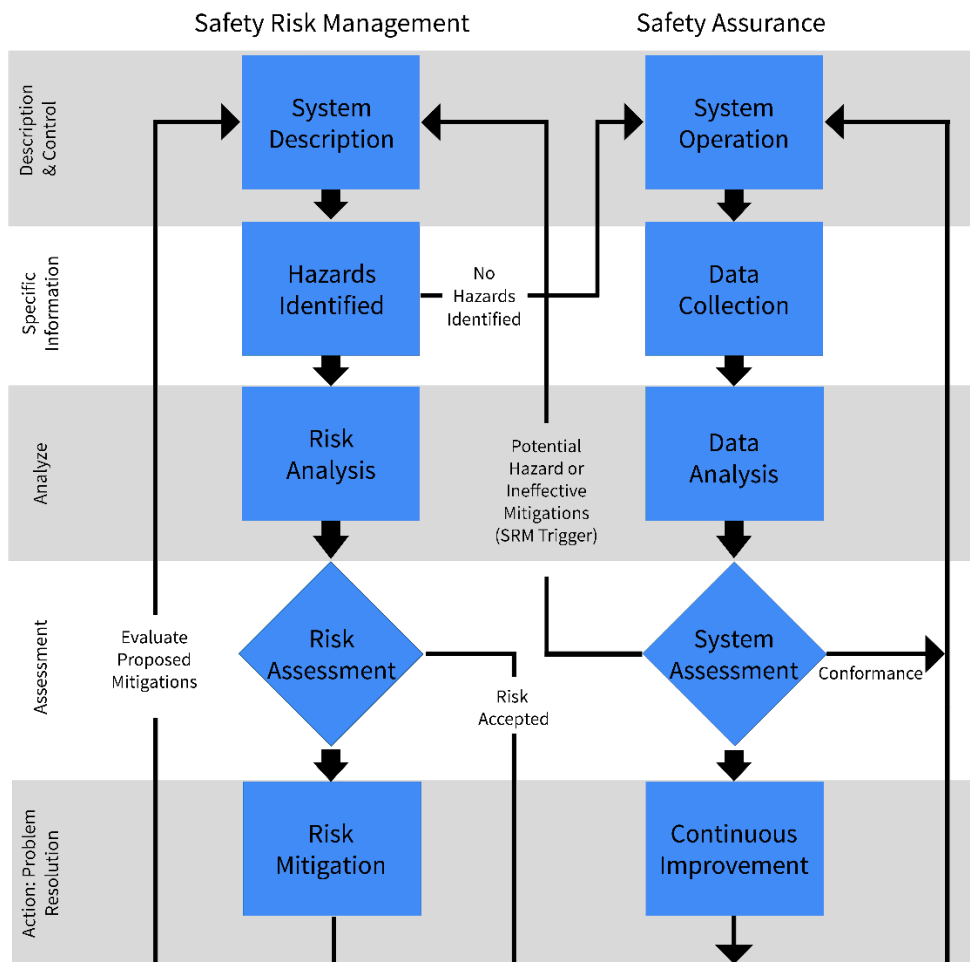 Safety Risk Management
Safety Assurance
Description
& Control
System
Description
System
Operation
Specific
Information
Hazards
Identified
No
Hazards
Identified
Data
Collection
Analyze
Risk
Analysis
Potential
Hazard or
Ineffective
Mitigations
(SRM Trigger)
Data
Analysis
Assessment
Evaluate
Proposed
Mitigations
Risk
Assessment
Risk
Accepted
System
Assessment
Conformance
Action: Problem
Resolution
Risk
Mitigation
Continuous
Improvement